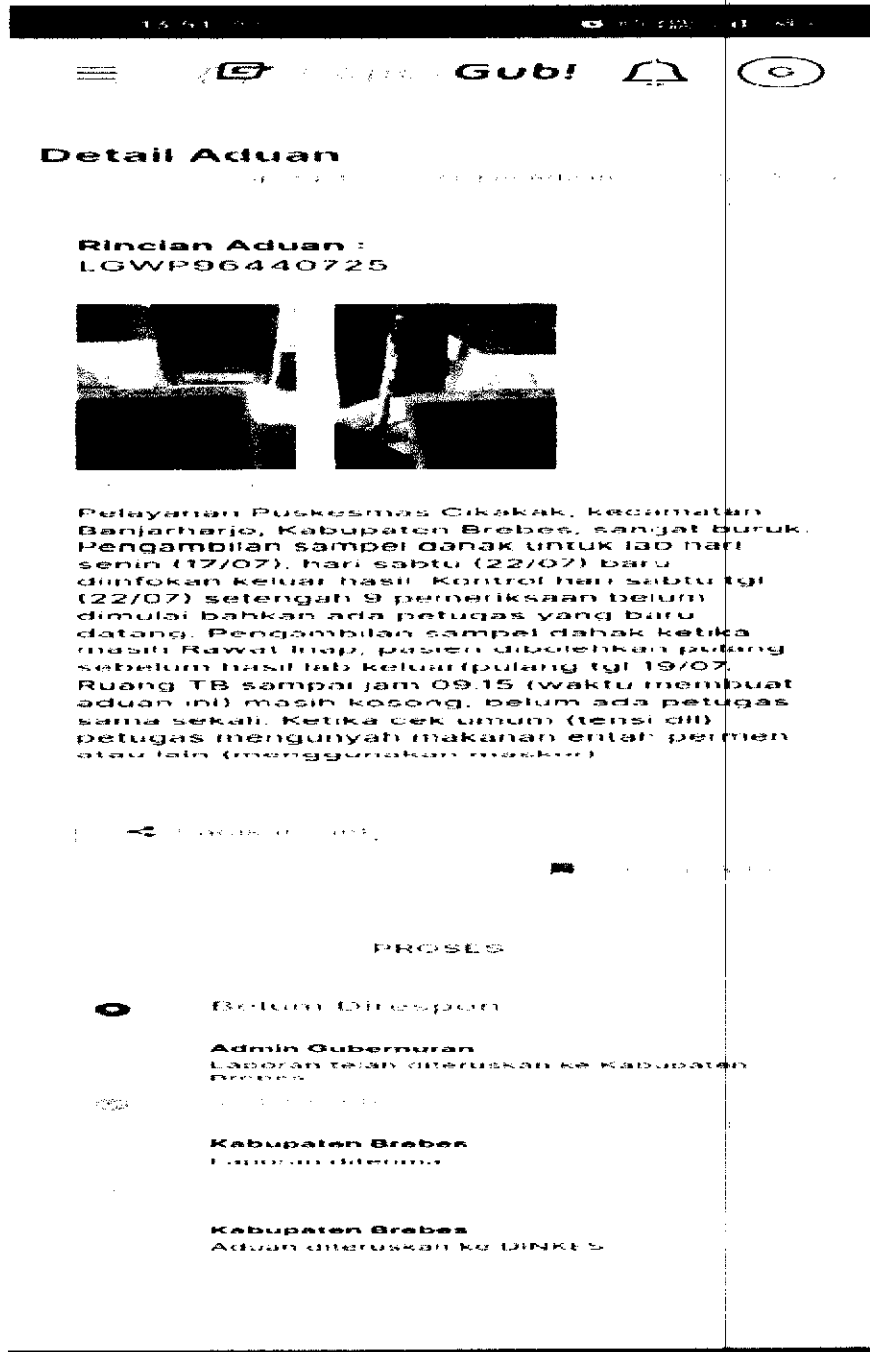 Gub!
Detail Aduan
Rincian Aduan :
LGWP96440725
Pelayanan Puskesmas Cikakak, kecamatan
Banjarharjo, Kabupaten Brebes, sangat buruk.
Pengambilan sampel dahak untuk lab hari
senin (17/07), hari sabtu (22/07) baru
diinfokan keluar hasil. Kontrol hari sabtu tgl
(22/07) setengah 9 pemeriksaan belum
dimulai bahkan ada petugas yang baru
datang. Pengambilan sampel dahak ketika
masih Rawat Inap, pasien dibolehkan pulang
sebelum hasil lab keluar(pulang tgl 19/07.
Ruang TB sampai jam 09.15 (waktu membuat
aduan ini) masih kosong, belum ada petugas
sama sekali. Ketika cek umum (tensi dll)
petugas mengunyah makanan entah permen
atau lain (menggunakan masker)
PROSES
Belum Direspon
Admin Gubernuran
Laporan telah diteruskan ke Kabupaten
Brebes
Kabupaten Brebes
Laporan diterima
Kabupaten Brebes
Aduan diteruskan ke DINKES